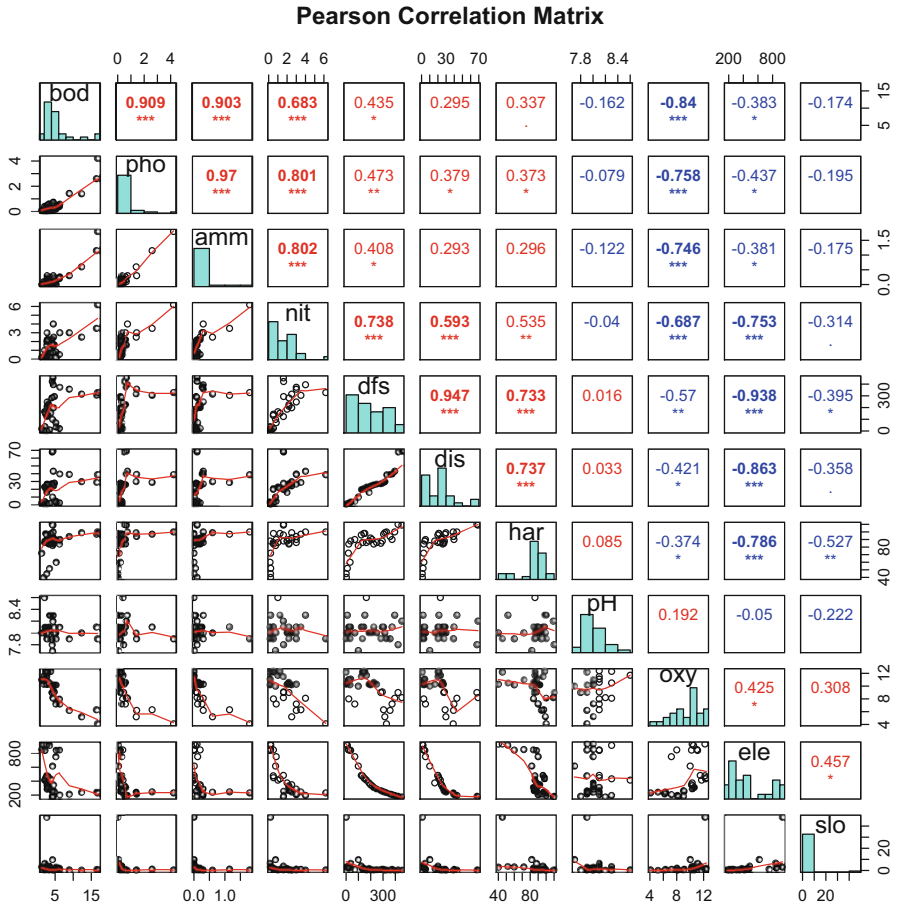 Pearson Correlation Matrix
0 2 4 0 2 4 6 0 30 70 7.8 8.4 200 800
bod 0.909 0.903 0.683 0.435 0.295 0.337 -0.162 -0.84 -0.383 -0.174 15
*** *** *** * . *** * 5
4 pho 0.97 0.801 0.473 0.379 0.373 -0.079 -0.758 -0.437 -0.195
2 *** *** ** * * *** *
0
amm 0.802 0.408 0.293 0.296 -0.122 -0.746 -0.381 -0.175 1.5
*** * *** * 0.0
6 nit 0.738 0.593 0.535 -0.04 -0.687 -0.753 -0.314
3 *** *** ** *** *** .
0
dfs 0.947 0.733 0.016 -0.57 -0.938 -0.395 300
*** *** ** *** * 0
70 dis 0.737 0.033 -0.421 -0.863 -0.358
30 *** * *** .
0
har 0.085 -0.374 -0.786 -0.527 80
* *** ** 40
8.4 pH 0.192 -0.05 -0.222
7.8
oxy 0.425 0.308 12
* 8
4
800 ele 0.457
200 *
slo 20
0
5 15 0.0 1.0 0 300 40 80 4 6 8 12 0 20